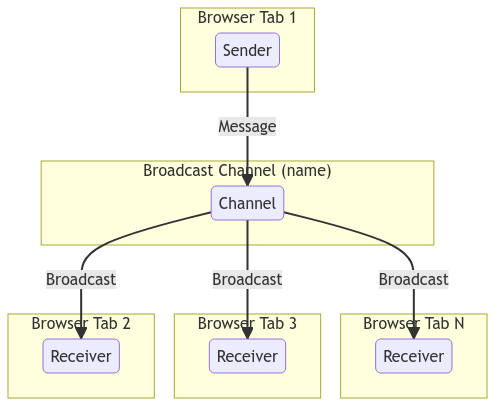 Browser Tab 1
Sender
Message
Broadcast Channel (name)
Channel
Broadcast
Broadcast
Broadcast
Browser Tab 2
Browser Tab 3
Browser Tab N
Receiver
Receiver
Receiver